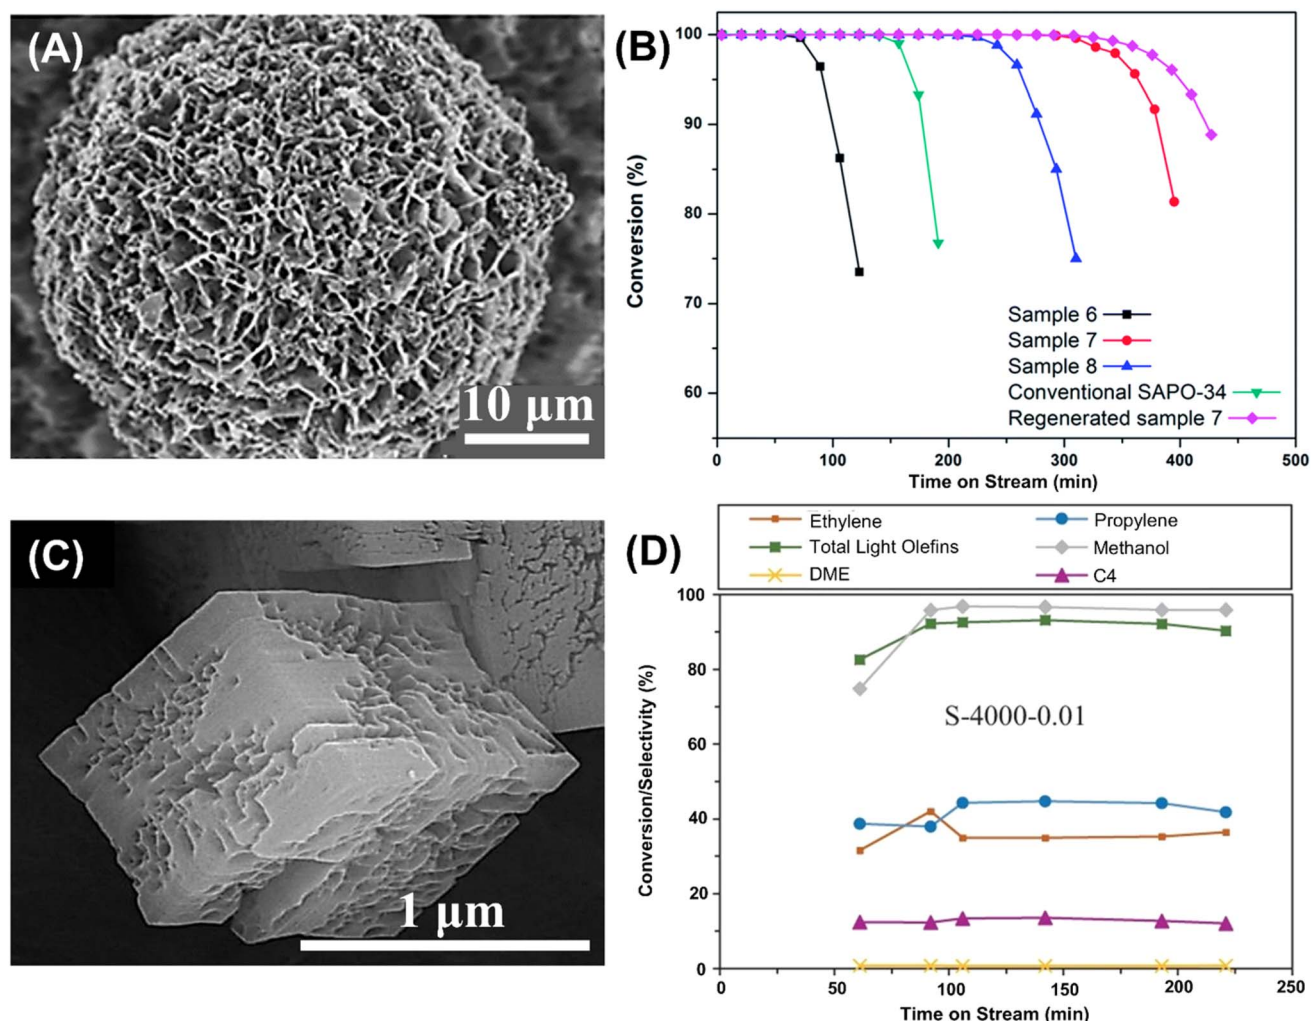 (A)
10 μm
(B)
100
90
80
70
60
Conversion (%)
Sample 6
Sample 7
Sample 8
Conventional SAPO-34
Regenerated sample 7
0 100 200 300 400 500
Time on Stream (min)
(C)
1 μm
(D)
Ethylene Propylene
Total Light Olefins Methanol
DME C4
100
80
60
40
20
0
Conversion/Selectivity (%)
S-4000-0.01
0 50 100 150 200 250
Time on Stream (min)